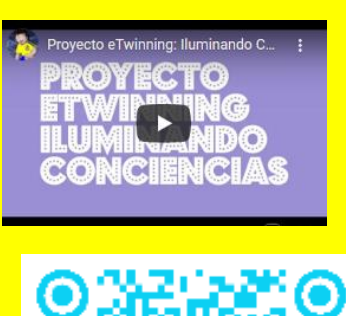 Proyecto eTwinning: Iluminando C...
PROYECTO
ETWINNING
ILUMINANDO
CONCIENCIAS